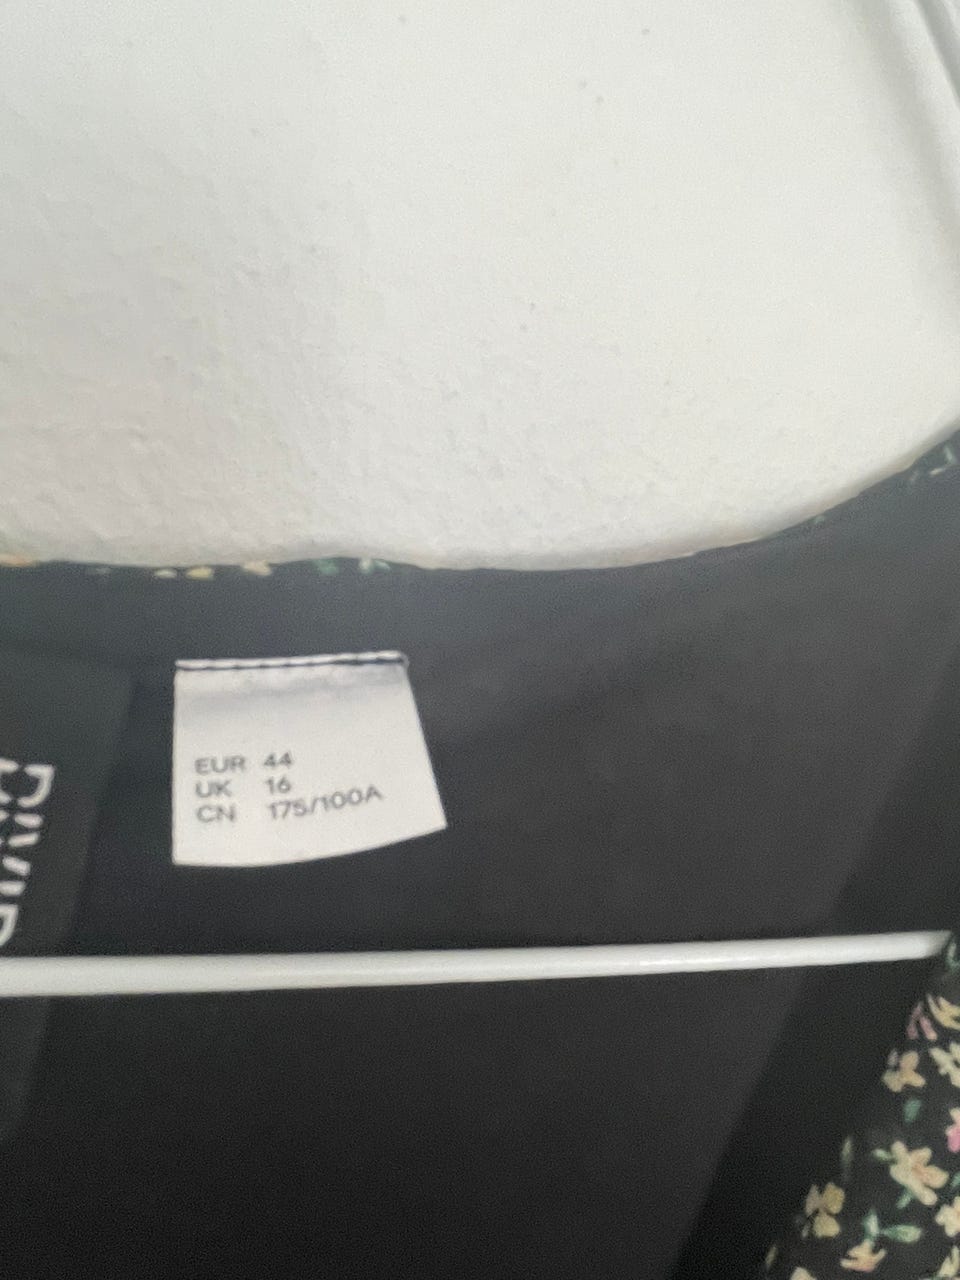 EUR 44
UK 16
CN 175/100A